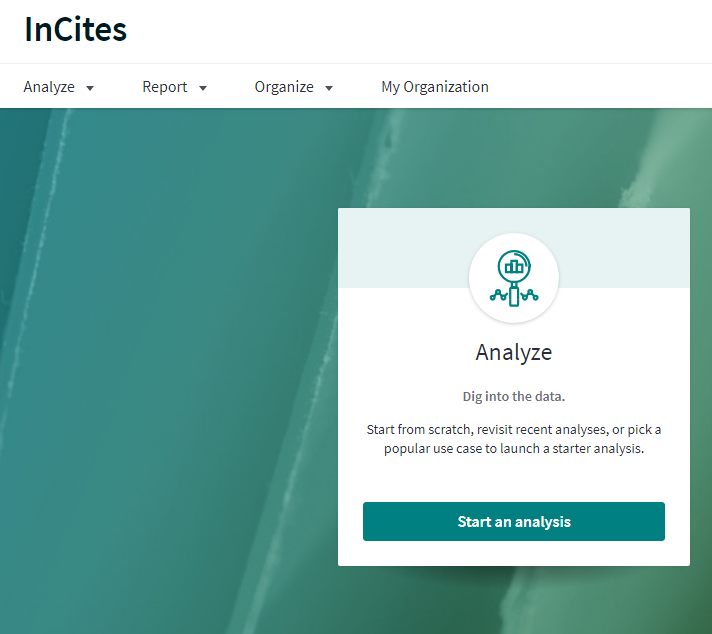 InCites
Analyze
Report
Organize
My Organization
Analyze
Dig into the data.
Start from scratch, revisit recent analyses, or pick a
popular use case to launch a starter analysis.
Start an analysis